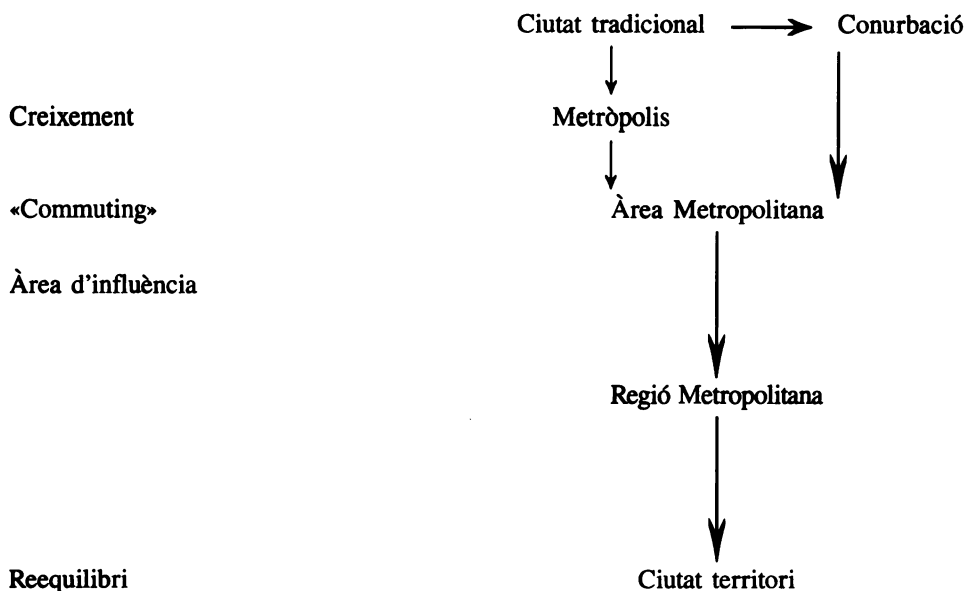 Ciutat tradicional Conurbació
Creixement Metròpolis
«Commuting» Àrea Metropolitana
Àrea d'influència
Regió Metropolitana
Reequilibri Ciutat territori